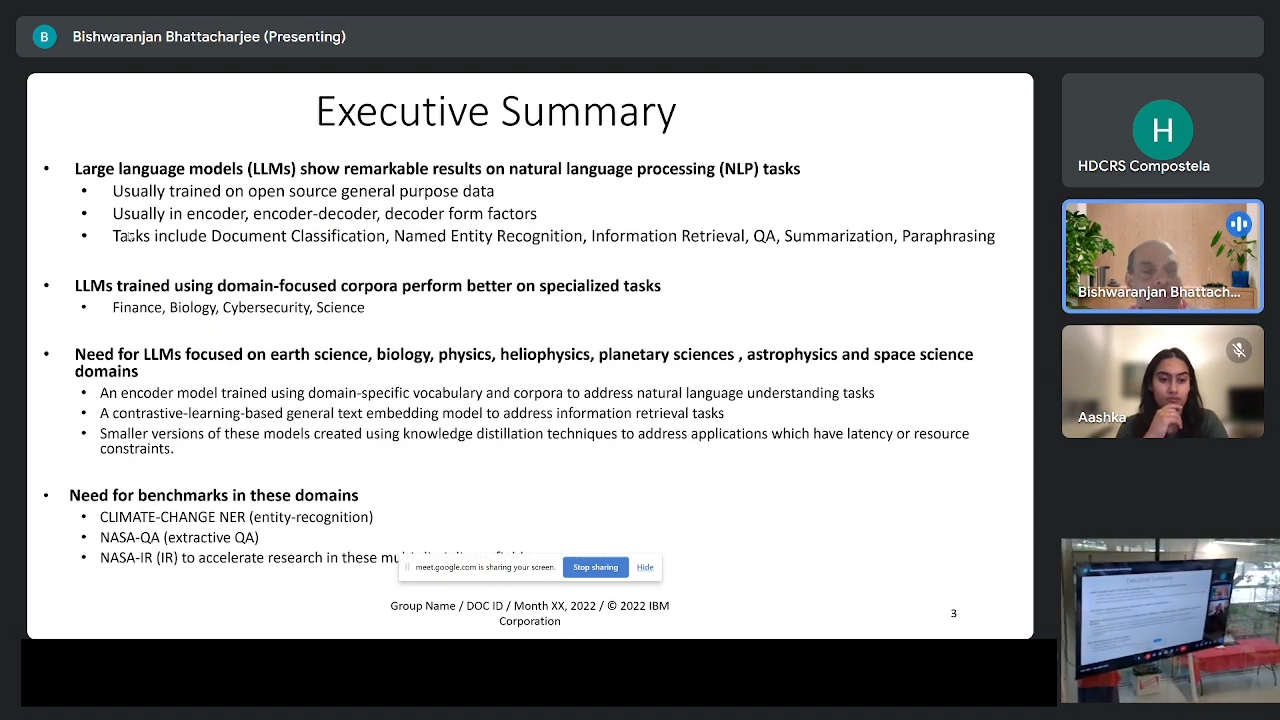 B
Bishwaranjan Bhattacharjee (Presenting)
Executive Summary
• Large language models (LLMs) show remarkable results on natural language processing (NLP) tasks
• Usually trained on open source general purpose data
• Usually in encoder, encoder-decoder, decoder form factors
• Tasks include Document Classification, Named Entity Recognition, Information Retrieval, QA, Summarization, Paraphrasing
• LLMs trained using domain-focused corpora perform better on specialized tasks
• Finance, Biology, Cybersecurity, Science
• Need for LLMs focused on earth science, biology, physics, heliophysics, planetary sciences , astrophysics and space science
domains
• An encoder model trained using domain-specific vocabulary and corpora to address natural language understanding tasks
• A contrastive-learning-based general text embedding model to address information retrieval tasks
• Smaller versions of these models created using knowledge distillation techniques to address applications which have latency or resource
constraints.
• Need for benchmarks in these domains
• CLIMATE-CHANGE NER (entity-recognition)
• NASA-QA (extractive QA)
• NASA-IR (IR) to accelerate research in these
meet.google.com is sharing your screen.
Stop sharing
Hide
Group Name / DOC ID / Month XX, 2022 / © 2022 IBM
Corporation
3
H
HDCRS Compostela
Bishwaranjan Bhattach...
Aashka
Executive Summary